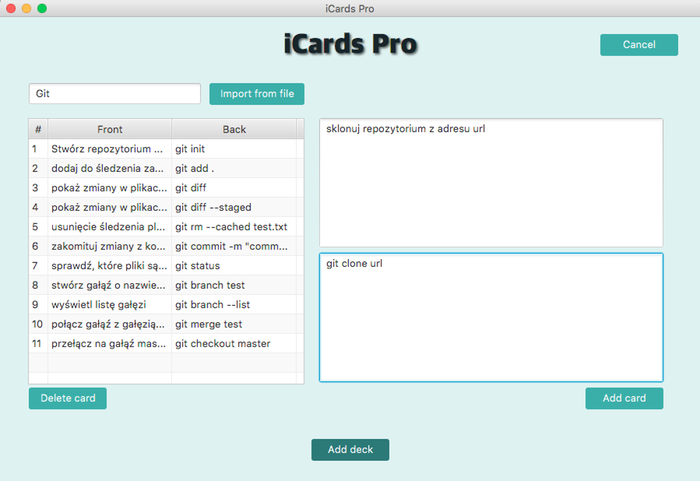 iCards Pro
iCards Pro
Cancel
Git
Import from file
# Front Back
1 Stwórz repozytorium ... git init
2 dodaj do śledzenia za... git add .
3 pokaż zmiany w plikac... git diff
4 pokaż zmiany w plikac... git diff --staged
5 usunięcie śledzenia pl... git rm --cached test.txt
6 zakomituj zmiany z ko... git commit -m "comm...
7 sprawdź, które pliki są... git status
8 stwórz gałąź o nazwie... git branch test
9 wyświetl listę gałęzi git branch --list
10 połącz gałąź z gałęzią... git merge test
11 przełącz na gałąź mas... git checkout master
sklonuj repozytorium z adresu url
git clone url
Delete card
Add card
Add deck